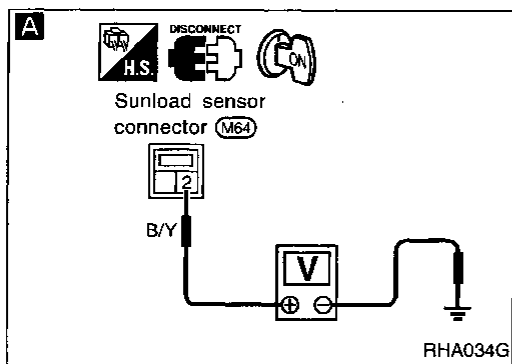 A
DISCONNECT
H.S.
ON
Sunload sensor
connector M64
2
B/Y
V
RHA034G